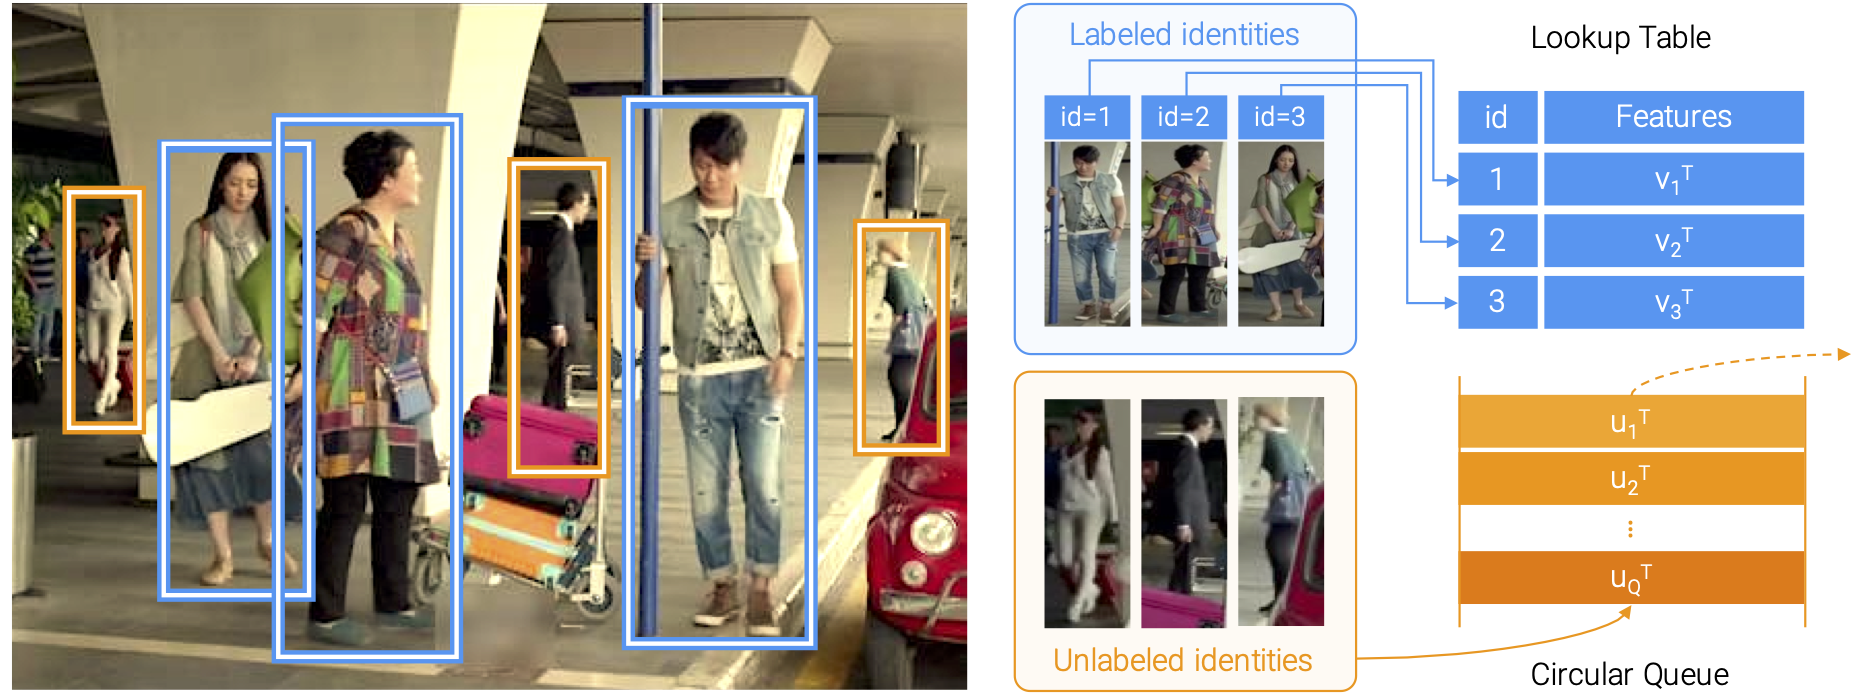 Labeled identities
id=1 id=2 id=3
Unlabeled identities
Lookup Table
id Features
1 v₁ᵀ
2 v₂ᵀ
3 v₃ᵀ
u₁ᵀ
u₂ᵀ
⋮
u_Qᵀ
Circular Queue